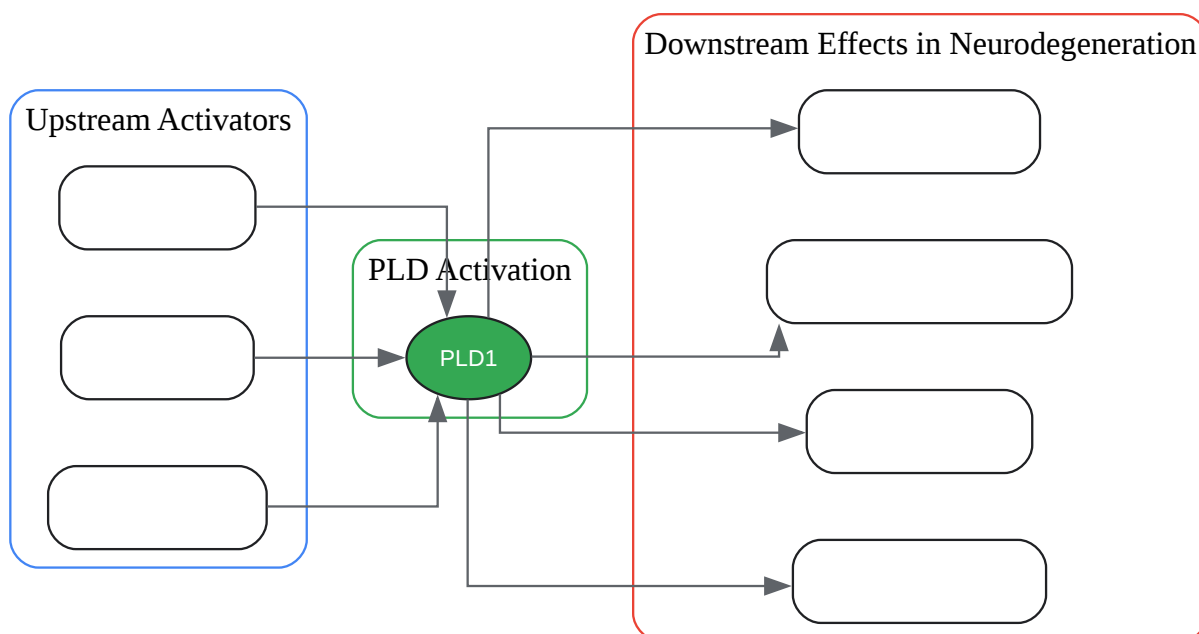 Downstream Effects in Neurodegeneration
Upstream Activators
PLD Activation
PLD1